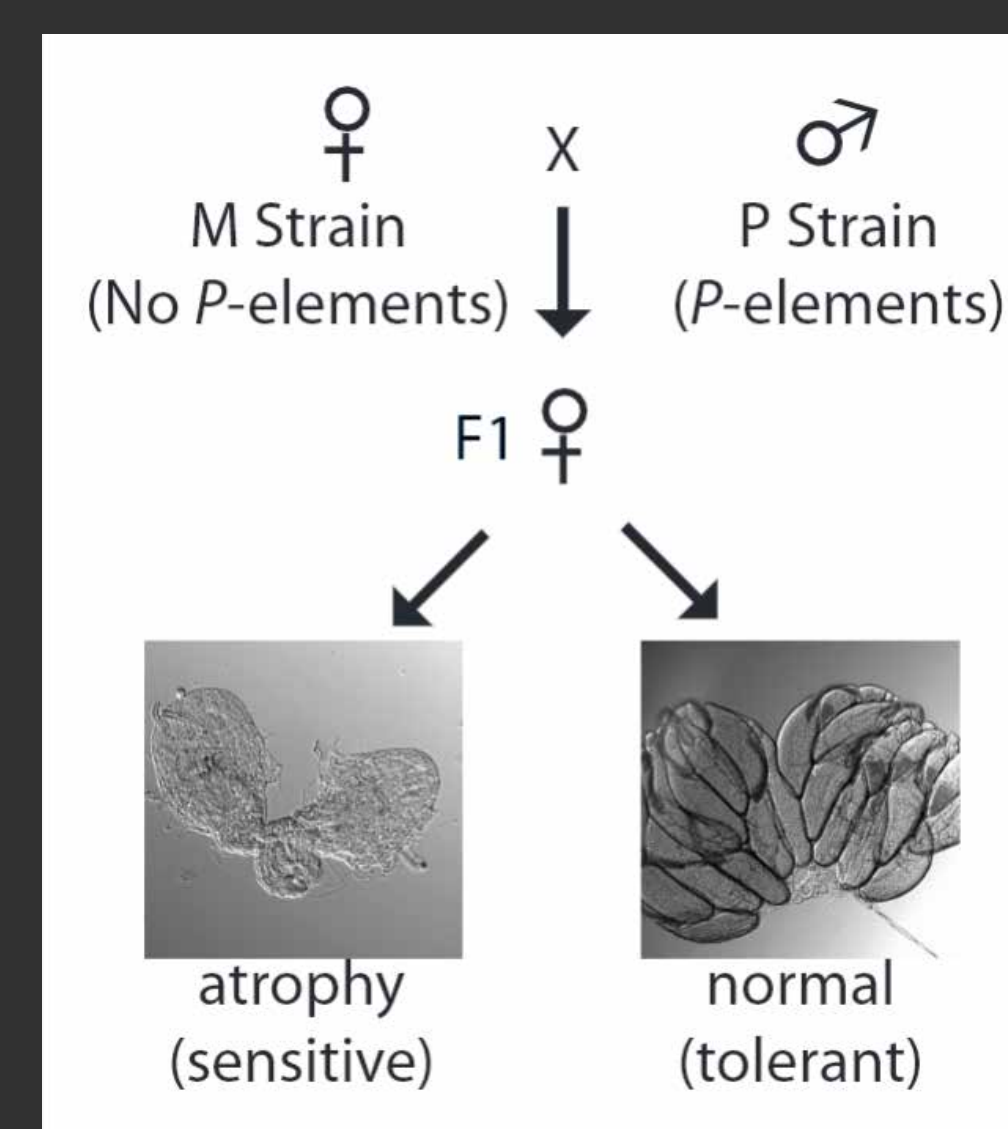 ♀ X ♂
M Strain P Strain
(No P-elements) (P-elements)
F1 ♀
atrophy normal
(sensitive) (tolerant)